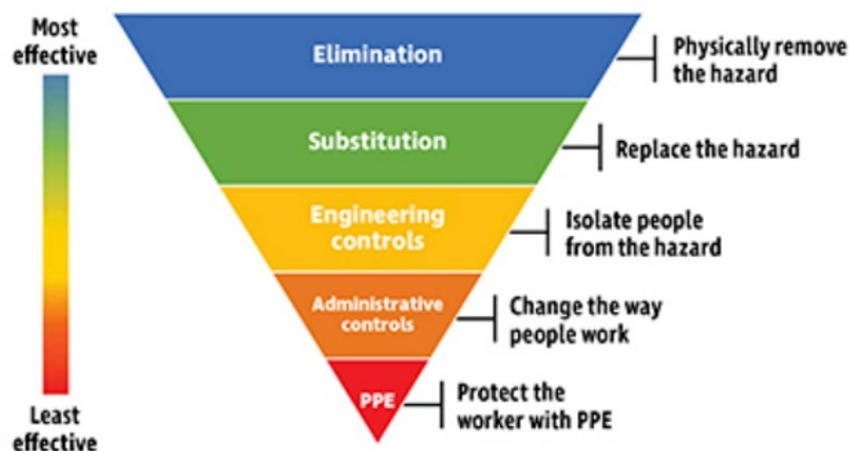 Most
effective
Elimination
Physically remove
the hazard
Substitution
Replace the hazard
Engineering
controls
Isolate people
from the hazard
Administrative
controls
Change the way
people work
PPE
Protect the
worker with PPE
Least
effective